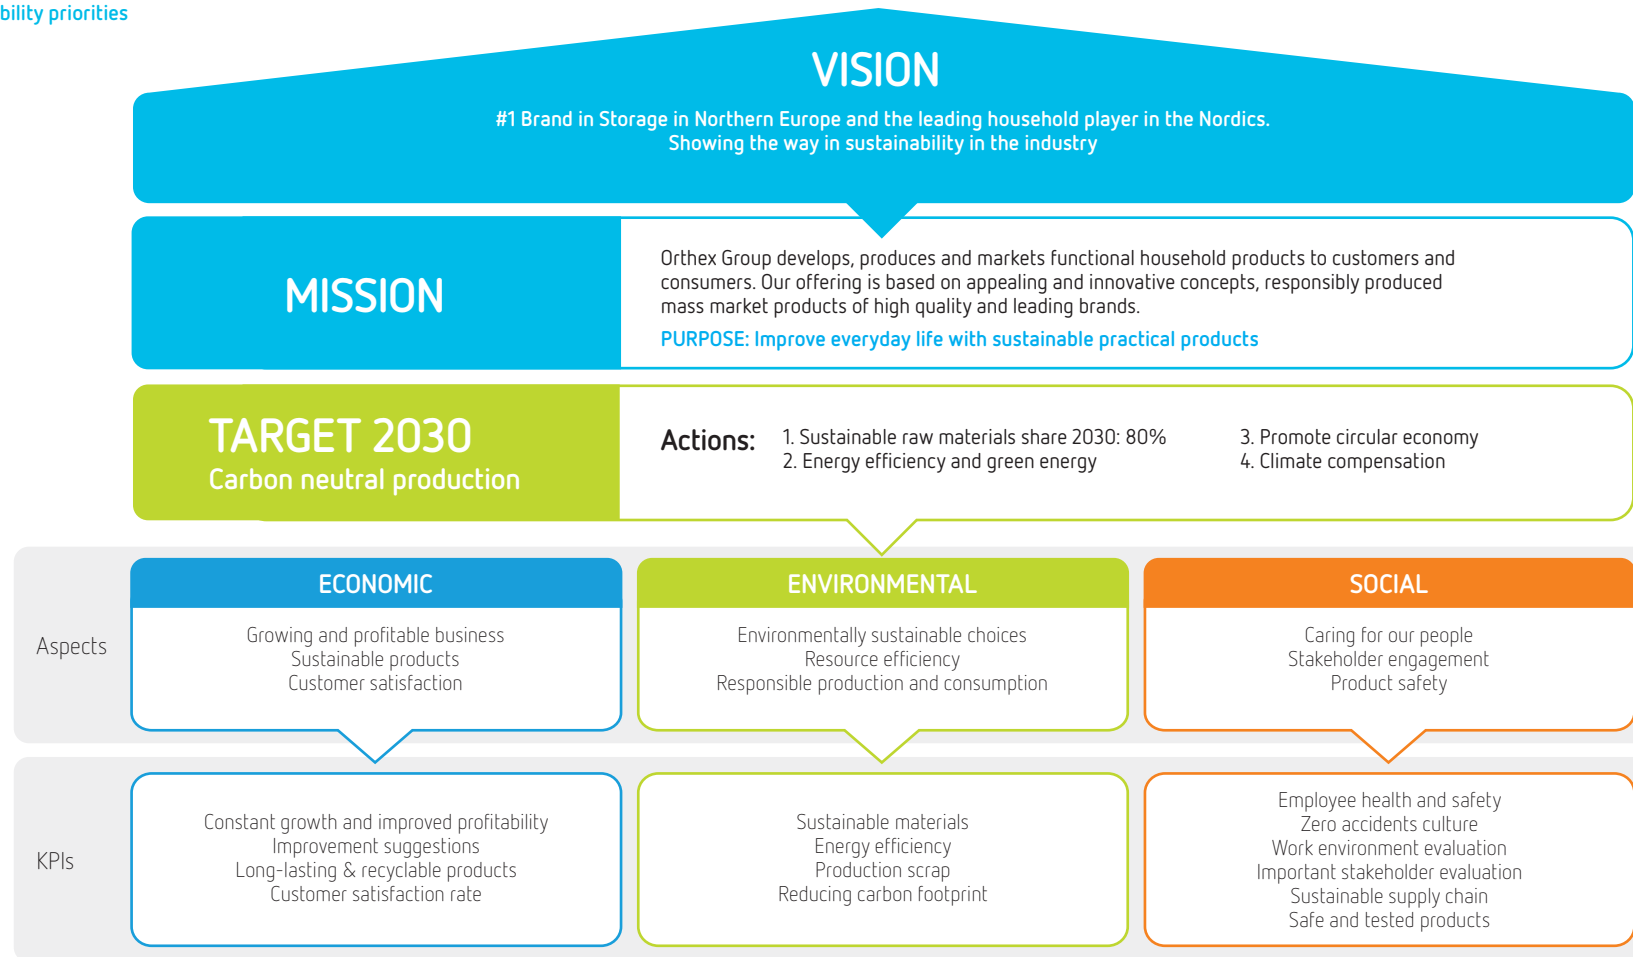 bility priorities
VISION
#1 Brand in Storage in Northern Europe and the leading household player in the Nordics.
Showing the way in sustainability in the industry
MISSION
Orthex Group develops, produces and markets functional household products to customers and
consumers. Our offering is based on appealing and innovative concepts, responsibly produced
mass market products of high quality and leading brands.
PURPOSE: Improve everyday life with sustainable practical products
TARGET 2030
Carbon neutral production
Actions:
1. Sustainable raw materials share 2030: 80%
2. Energy efficiency and green energy
3. Promote circular economy
4. Climate compensation
Aspects
ECONOMIC
Growing and profitable business
Sustainable products
Customer satisfaction
ENVIRONMENTAL
Environmentally sustainable choices
Resource efficiency
Responsible production and consumption
SOCIAL
Caring for our people
Stakeholder engagement
Product safety
KPIs
Constant growth and improved profitability
Improvement suggestions
Long-lasting & recyclable products
Customer satisfaction rate
Sustainable materials
Energy efficiency
Production scrap
Reducing carbon footprint
Employee health and safety
Zero accidents culture
Work environment evaluation
Important stakeholder evaluation
Sustainable supply chain
Safe and tested products